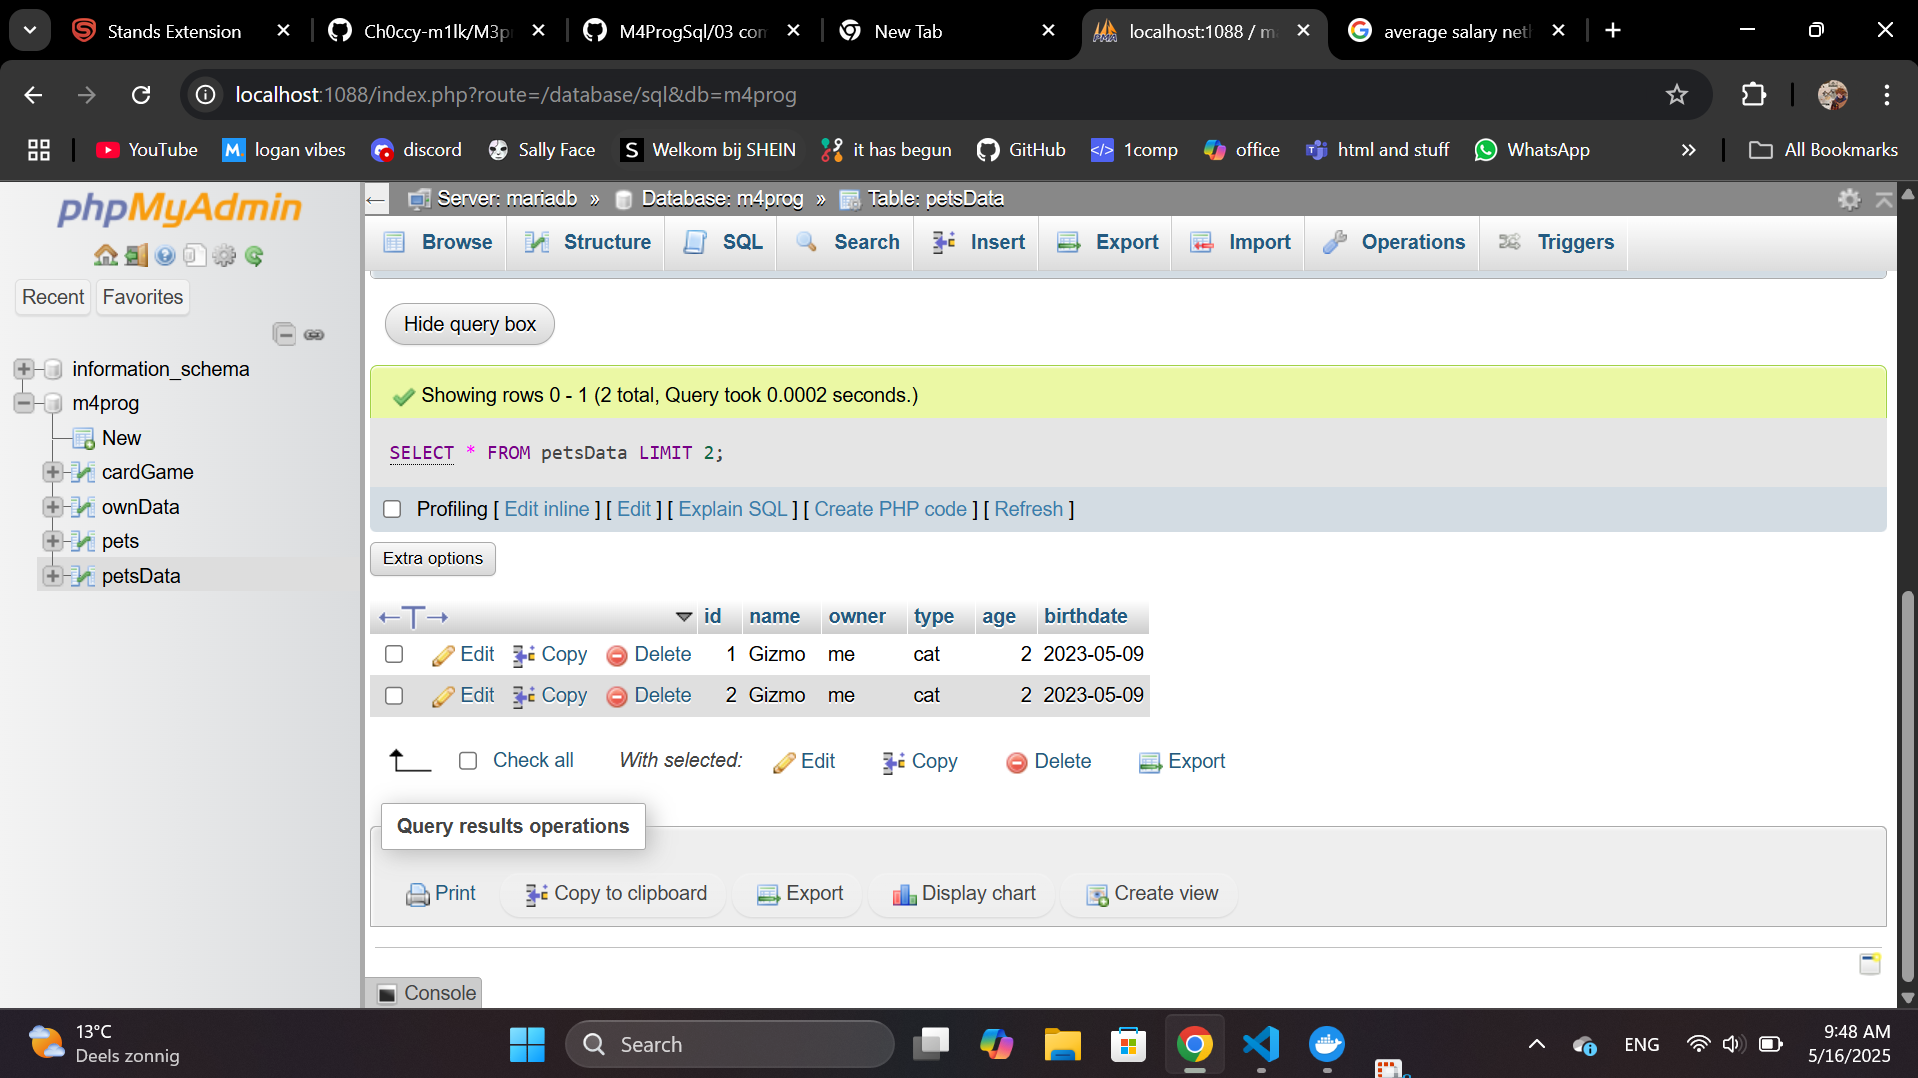 Stands Extension
Ch0ccy-m1lk/M3p
M4ProgSql/03 con
New Tab
localhost:1088 / m
average salary net
localhost:1088/index.php?route=/database/sql&db=m4prog
YouTube
logan vibes
discord
Sally Face
Welkom bij SHEIN
it has begun
GitHub
1comp
office
html and stuff
WhatsApp
All Bookmarks
phpMyAdmin
Recent
Favorites
information_schema
m4prog
New
cardGame
ownData
pets
petsData
Server: mariadb » Database: m4prog » Table: petsData
Browse
Structure
SQL
Search
Insert
Export
Import
Operations
Triggers
Hide query box
Showing rows 0 - 1 (2 total, Query took 0.0002 seconds.)
SELECT * FROM petsData LIMIT 2;
Profiling [ Edit inline ] [ Edit ] [ Explain SQL ] [ Create PHP code ] [ Refresh ]
Extra options
id name owner type age birthdate
Edit Copy Delete 1 Gizmo me cat 2 2023-05-09
Edit Copy Delete 2 Gizmo me cat 2 2023-05-09
Check all With selected: Edit Copy Delete Export
Query results operations
Print
Copy to clipboard
Export
Display chart
Create view
Console
13°C
Deels zonnig
Search
ENG
9:48 AM
5/16/2025